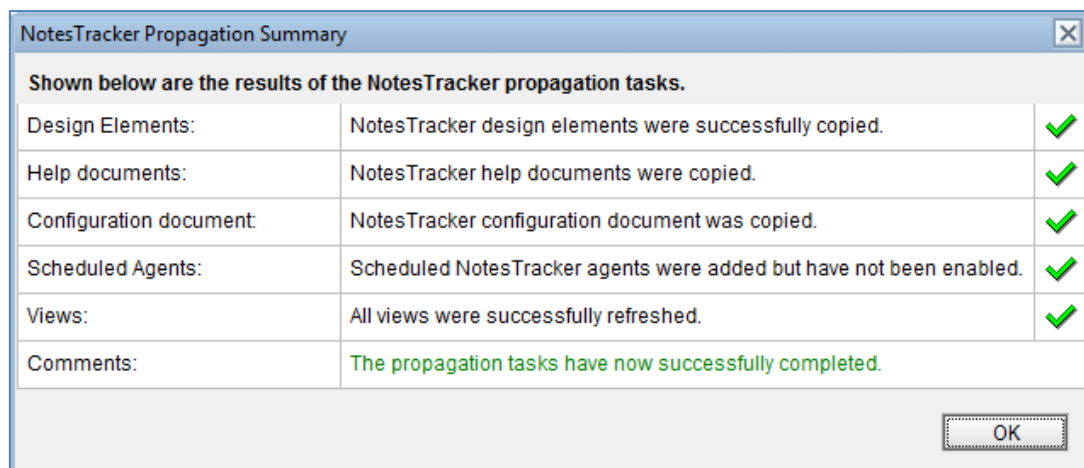 NotesTracker Propagation Summary
Shown below are the results of the NotesTracker propagation tasks.
Design Elements: NotesTracker design elements were successfully copied.
Help documents: NotesTracker help documents were copied.
Configuration document: NotesTracker configuration document was copied.
Scheduled Agents: Scheduled NotesTracker agents were added but have not been enabled.
Views: All views were successfully refreshed.
Comments: The propagation tasks have now successfully completed.
OK